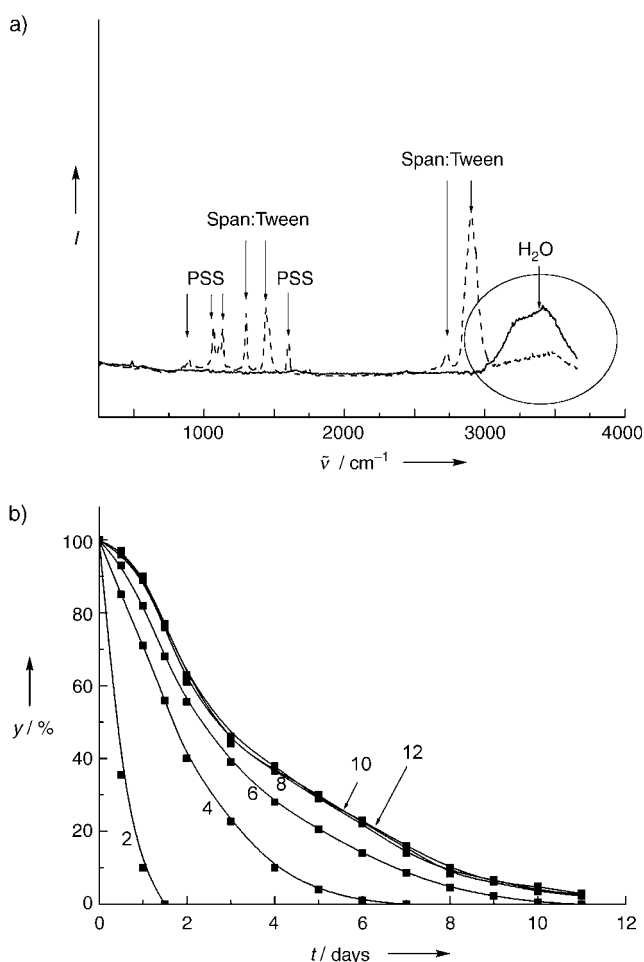 a)
Span:Tween
Span:Tween
H₂O
PSS
PSS
I
1000 2000 3000 4000
ṽ / cm⁻¹
b)
100
80
60
40
20
0
y / %
2
4
6
8
10
12
0 2 4 6 8 10 12
t / days